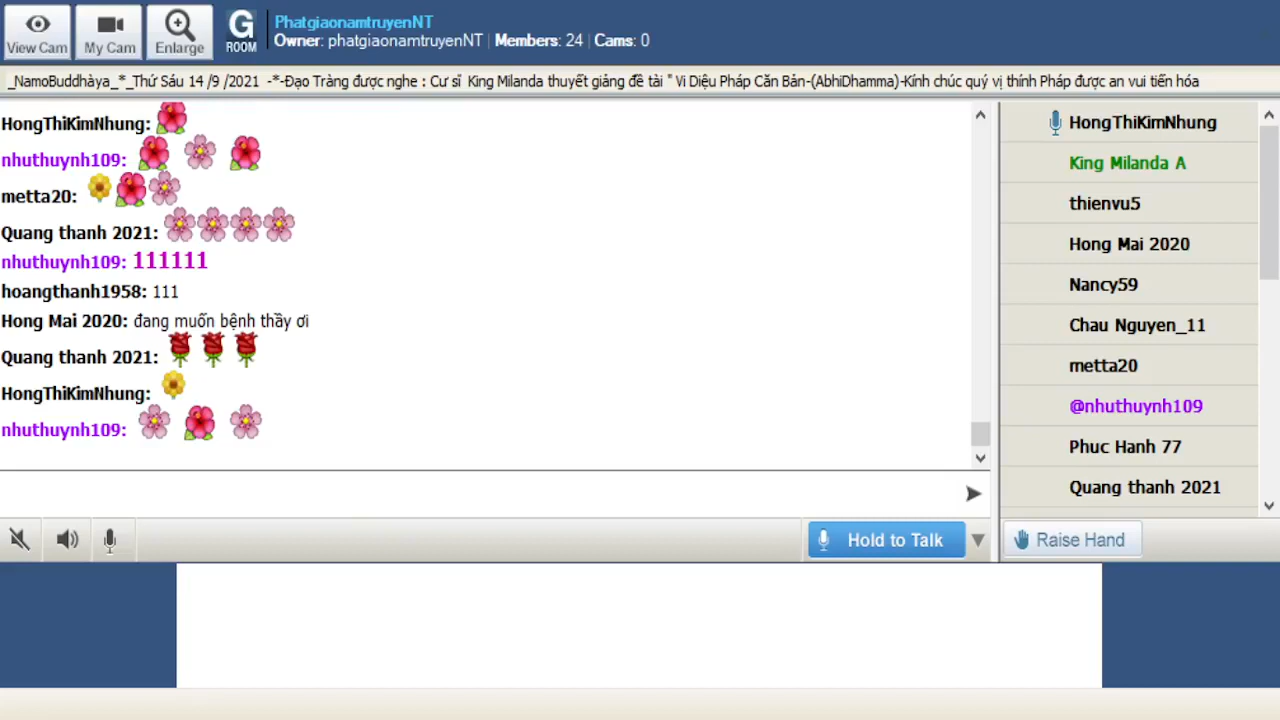 View Cam
My Cam
Enlarge
G
ROOM
PhatgiaonamtruyenNT
Owner: phatgiaonamtruyenNT | Members: 24 | Cams: 0
_NamoBuddhàya_*_Thứ Sáu 14 /9 /2021 -*-Đạo Tràng được nghe : Cư sĩ King Milanda thuyết giảng đề tài " Vi Diệu Pháp Căn Bản-(AbhiDhamma)-Kính chúc quý vị thính Pháp được an vui tiến hóa
HongThiKimNhung:
nhuthuynh109:
metta20:
Quang thanh 2021:
nhuthuynh109: 111111
hoangthanh1958: 111
Hong Mai 2020: đang muốn bệnh thầy ơi
Quang thanh 2021:
HongThiKimNhung:
nhuthuynh109:
HongThiKimNhung
King Milanda A
thienvu5
Hong Mai 2020
Nancy59
Chau Nguyen_11
metta20
@nhuthuynh109
Phuc Hanh 77
Quang thanh 2021
Hold to Talk
Raise Hand